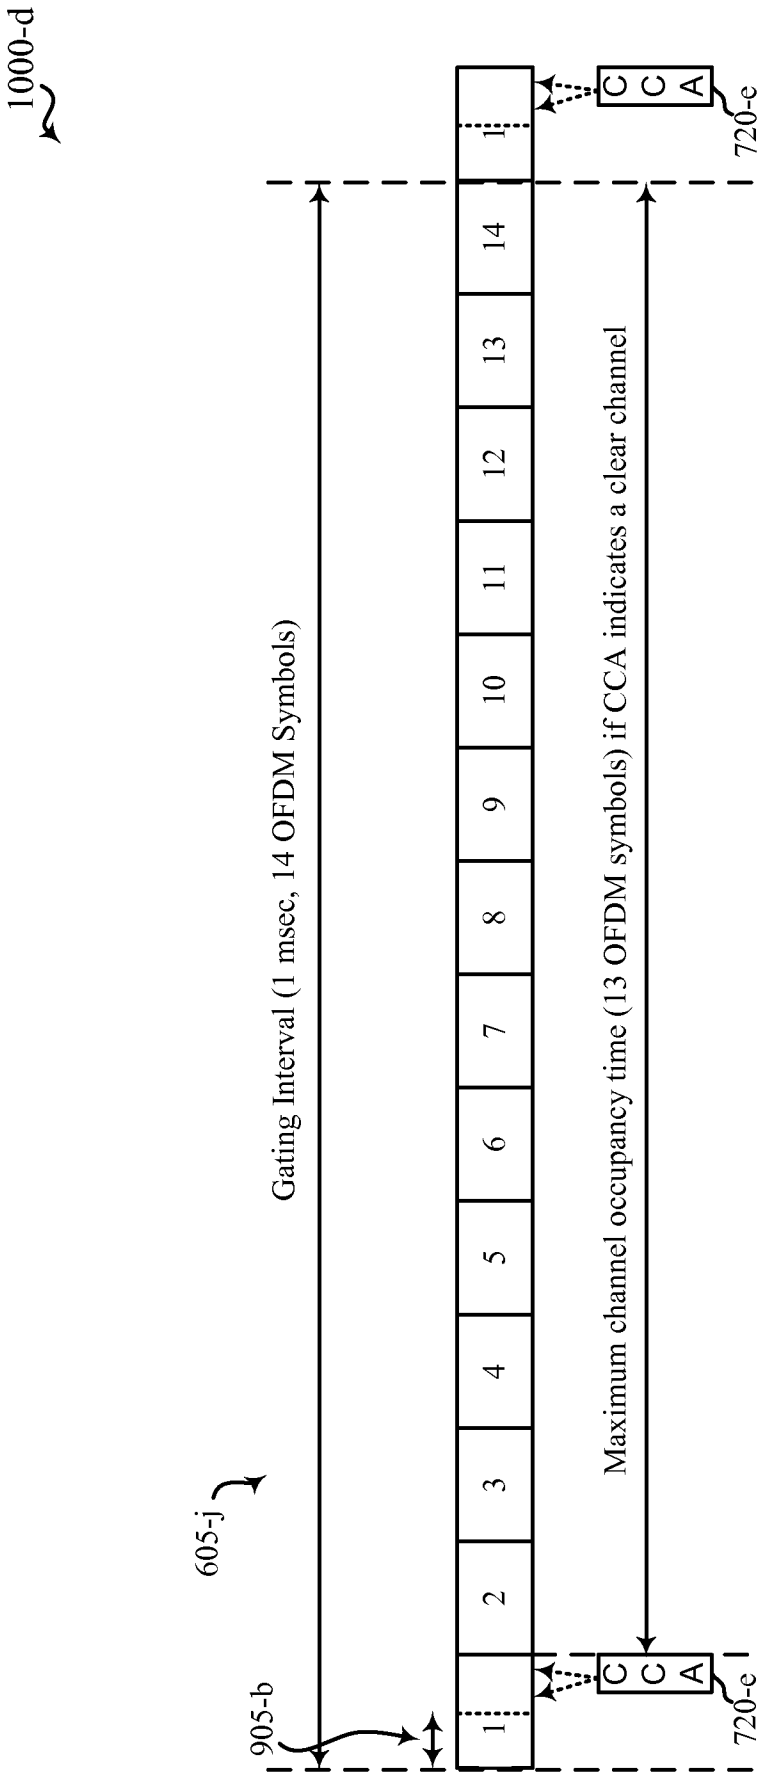 1000-d
605-j
Gating Interval (1 msec, 14 OFDM Symbols)
905-b
1 2 3 4 5 6 7 8 9 10 11 12 13 14 1
CCA
CCA
720-e
720-e
Maximum channel occupancy time (13 OFDM symbols) if CCA indicates a clear channel